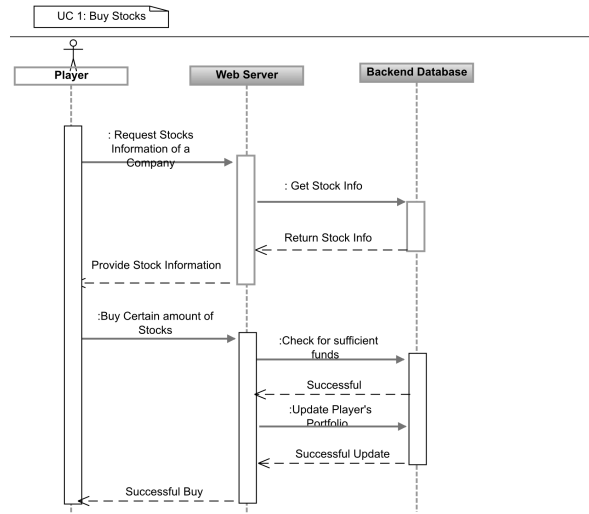 UC 1: Buy Stocks
Player
Web Server
Backend Database
: Request Stocks
Information of a
Company
: Get Stock Info
Return Stock Info
Provide Stock Information
:Buy Certain amount of
Stocks
:Check for sufficient
funds
Successful
:Update Player's
Portfolio
Successful Update
Successful Buy